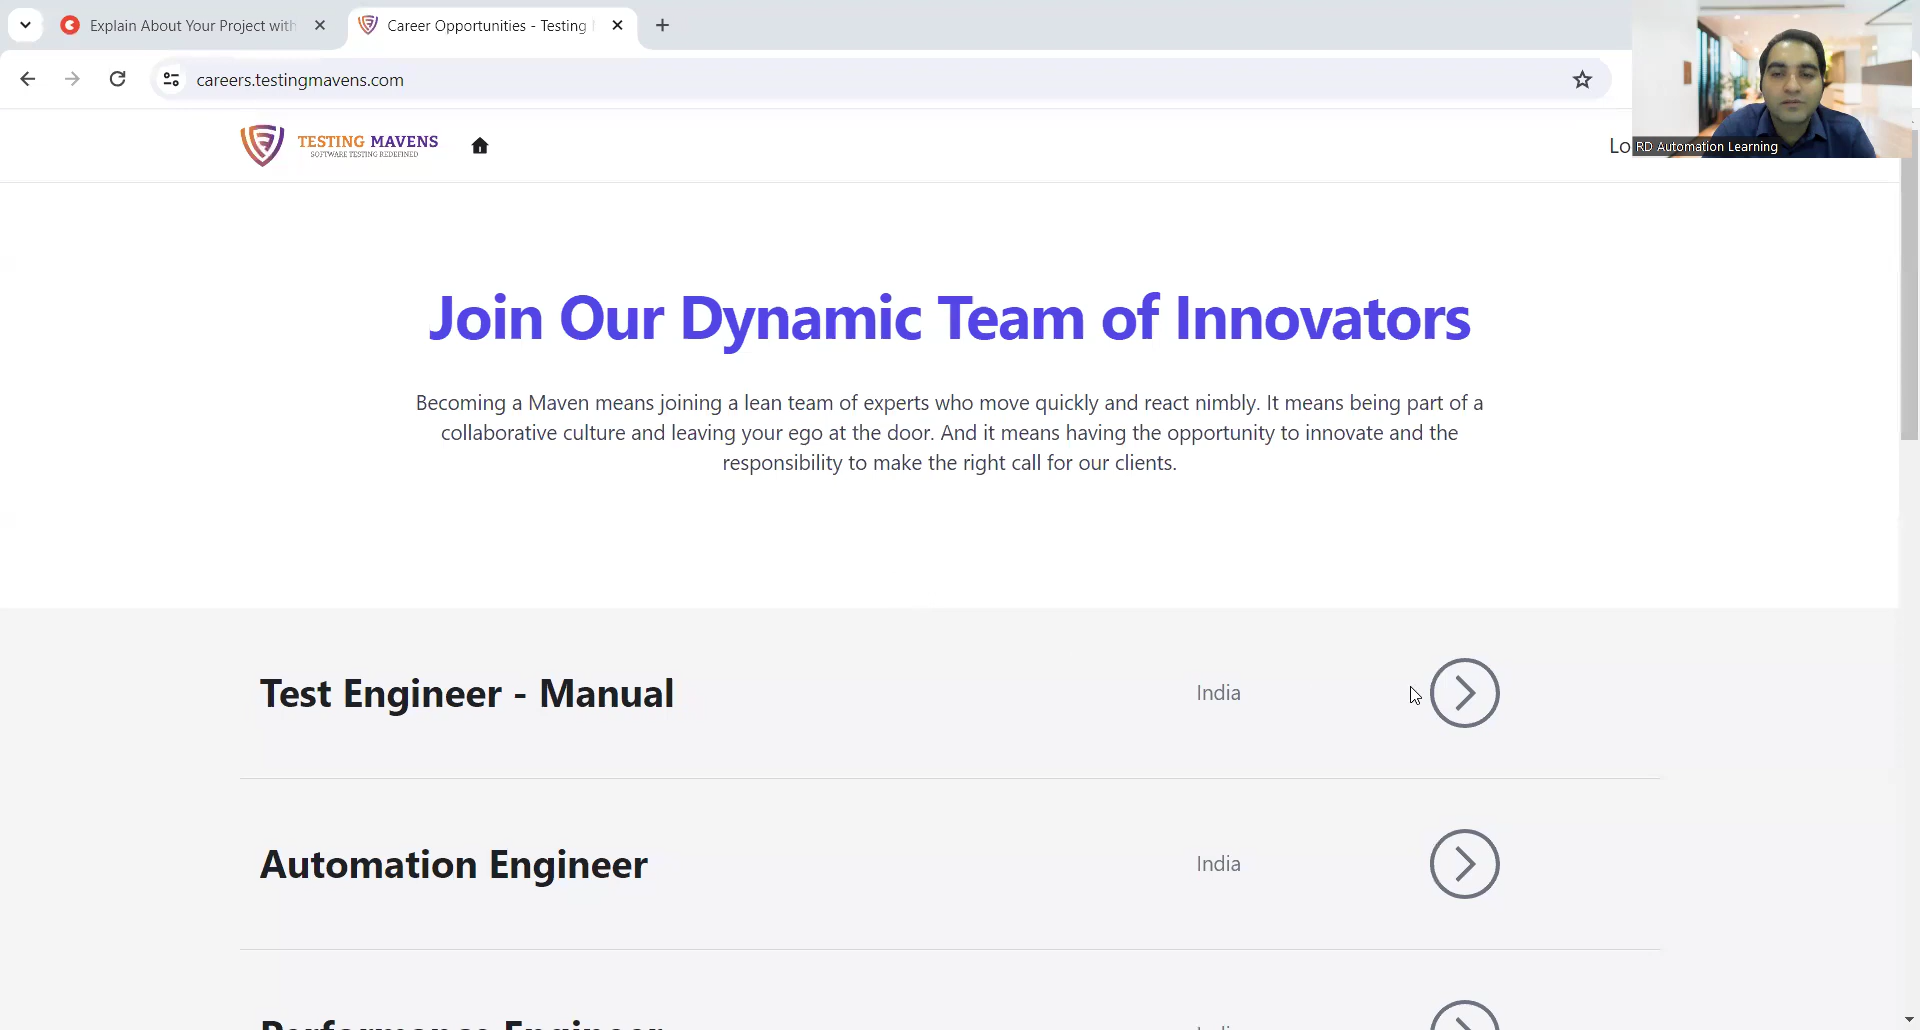 Explain About Your Project with
Career Opportunities - Testing
careers.testingmavens.com
TESTING MAVENS
SOFTWARE TESTING REDEFINED
Lo
RD Automation Learning
Join Our Dynamic Team of Innovators
Becoming a Maven means joining a lean team of experts who move quickly and react nimbly. It means being part of a
collaborative culture and leaving your ego at the door. And it means having the opportunity to innovate and the
responsibility to make the right call for our clients.
Test Engineer - Manual
India
Automation Engineer
India
Performance Engineer
India